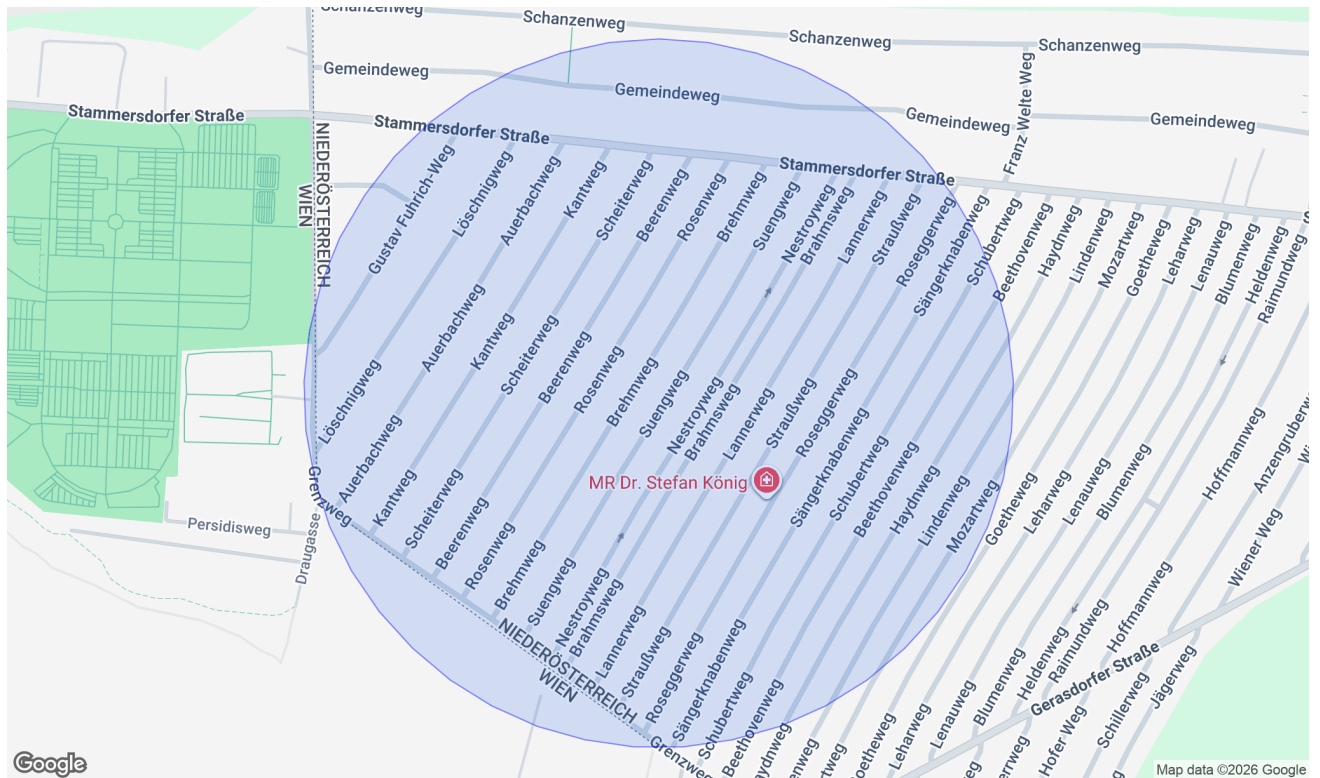 Schanzenweg
Schanzenweg
Schanzenweg
Schanzenweg
Gemeindeweg
Gemeindeweg
Gemeindeweg
Gemeindeweg
Franz Welte Weg
Stammersdorfer Straße
Stammersdorfer Straße
Stammersdorfer Straße
NIEDERÖSTERREICH
WIEN
Gustav Fuhrich-Weg
Löschnigweg
Auerbachweg
Kantweg
Scheiterweg
Beerenweg
Rosenweg
Brehmweg
Suengweg
Nestroyweg
Brahmsweg
Lannerweg
Straußweg
Roseggerweg
Sängerknabenweg
Schubertweg
Beethovenweg
Haydnweg
Lindenweg
Mozartweg
Goetheweg
Leharweg
Lenauweg
Blumenweg
Heldenweg
Raimundweg
Löschnigweg
Auerbachweg
Kantweg
Scheiterweg
Beerenweg
Rosenweg
Brehmweg
Suengweg
Nestroyweg
Brahmsweg
Lannerweg
Straußweg
Roseggerweg
Sängerknabenweg
Schubertweg
Beethovenweg
Haydnweg
Lindenweg
Mozartweg
Goetheweg
Leharweg
Lenauweg
Blumenweg
Hoffmannweg
Anzengruberweg
MR Dr. Stefan König
Grenzweg
Auerbachweg
Kantweg
Scheiterweg
Beerenweg
Rosenweg
Brehmweg
Suengweg
Nestroyweg
Brahmsweg
Lannerweg
Straußweg
Roseggerweg
Sängerknabenweg
Schubertweg
Beethovenweg
Persidisweg
Draugasse
NIEDERÖSTERREICH
WIEN
Grenzweg
Haydnweg
Goetheweg
Leharweg
Lenauweg
Blumenweg
Heldenweg
Raimundweg
Hoffmannweg
Wiener Weg
Gerasdorfer Straße
Hofer Weg
Schillerweg
Jägerweg
Google
Map data ©2026 Google